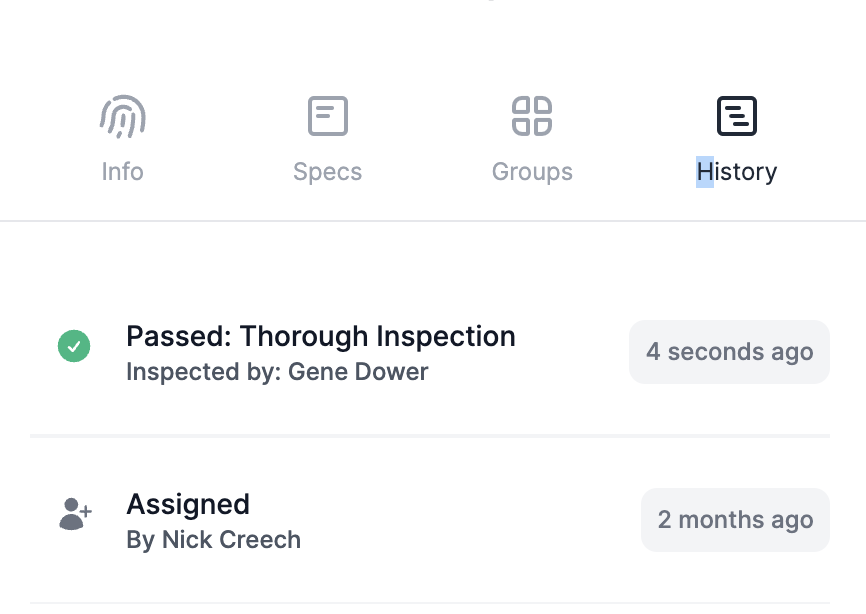 Info
Specs
Groups
History
Passed: Thorough Inspection
Inspected by: Gene Dower
4 seconds ago
Assigned
By Nick Creech
2 months ago